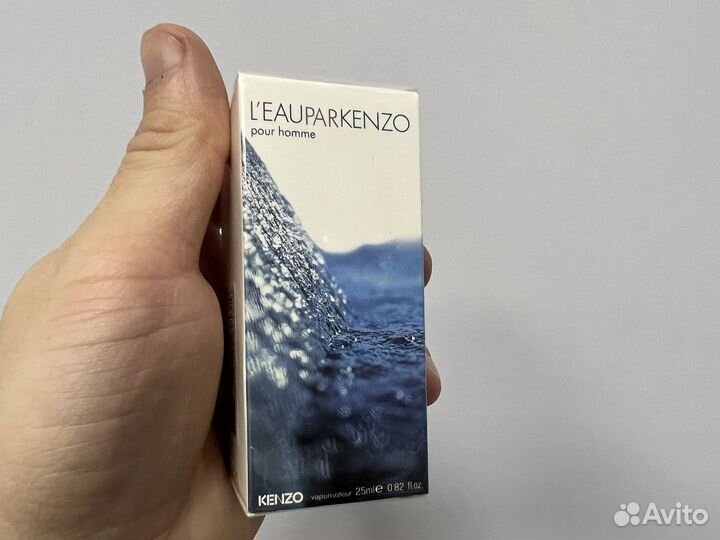 L'EAUPARKENZO
pour homme
KENZO vaporisateur 25ml℮ 0.82 fl.oz.
Avito